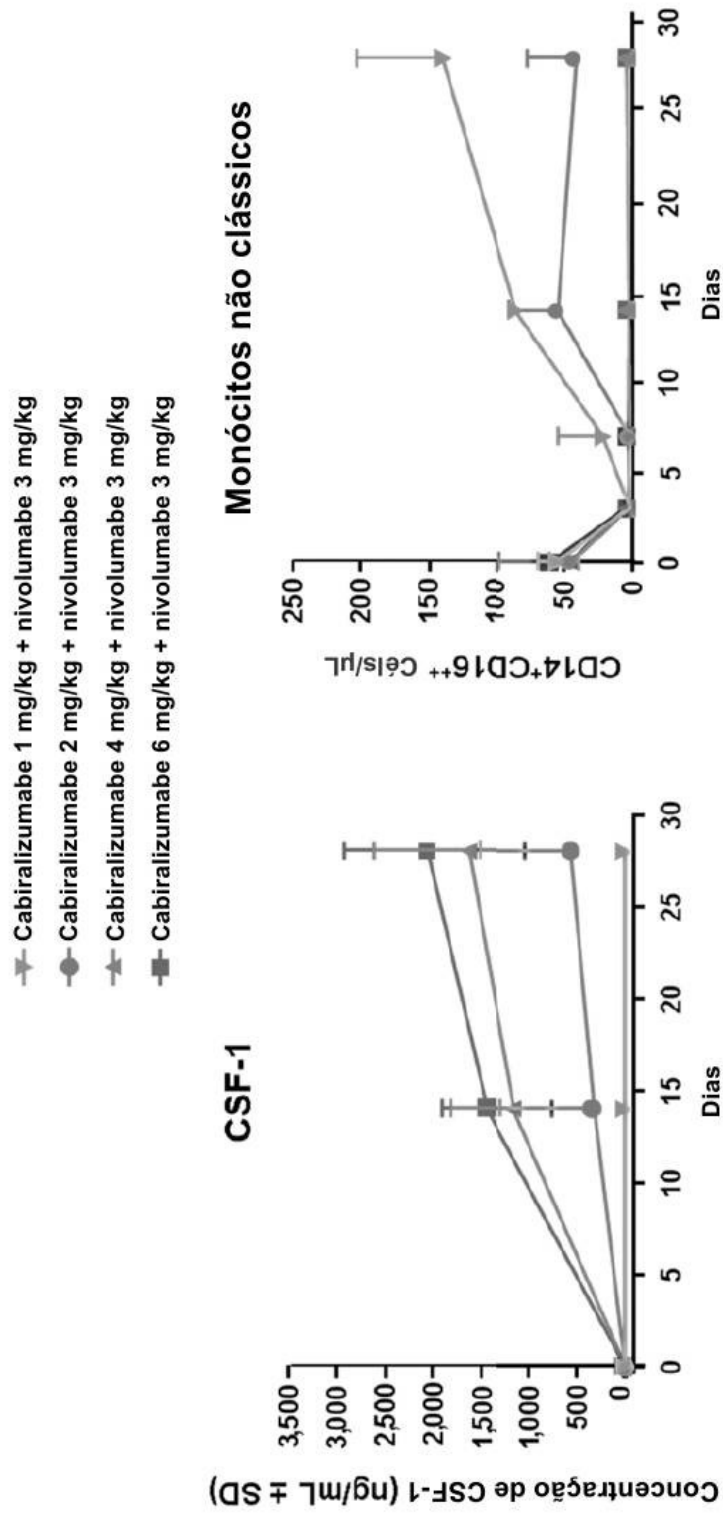 Cabiralizumabe 1 mg/kg + nivolumabe 3 mg/kg
Cabiralizumabe 2 mg/kg + nivolumabe 3 mg/kg
Cabiralizumabe 4 mg/kg + nivolumabe 3 mg/kg
Cabiralizumabe 6 mg/kg + nivolumabe 3 mg/kg
CSF-1
Concentração de CSF-1 (ng/mL ± SD)
3,500
3,000
2,500
2,000
1,500
1,000
500
0
0 5 10 15 20 25 30
Dias
Monócitos não clássicos
CD14⁺CD16⁺⁺ Céls/µL
250
200
150
100
50
0
0 5 10 15 20 25 30
Dias